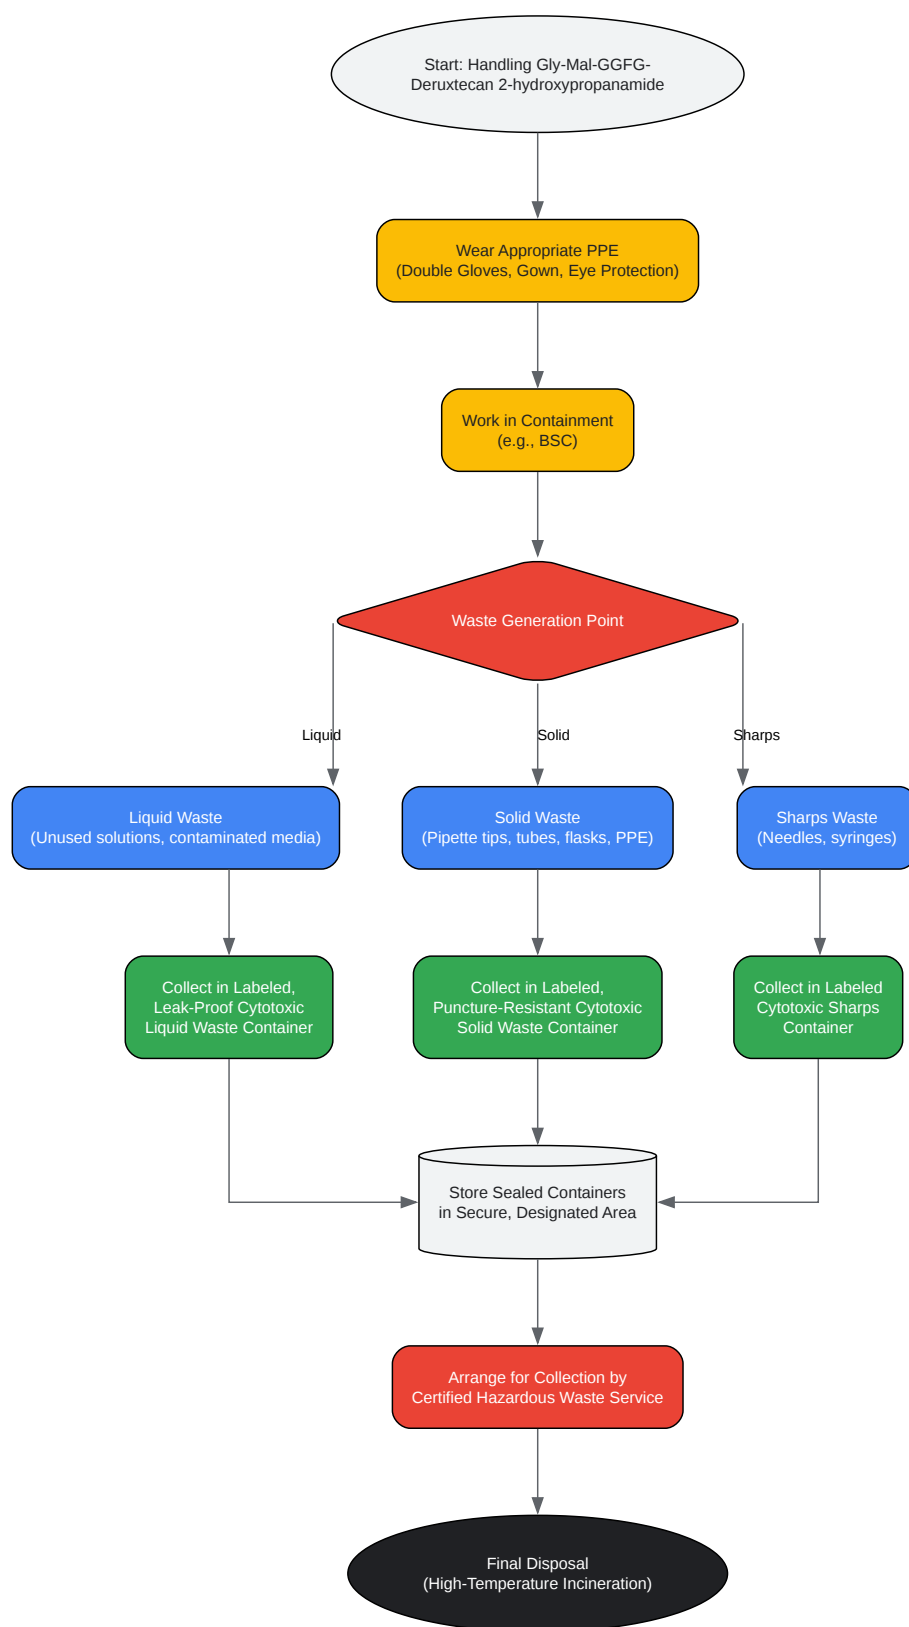 Start: Handling Gly-Mal-GGFG-
Deruxtecan 2-hydroxypropanamide
Wear Appropriate PPE
(Double Gloves, Gown, Eye Protection)
Work in Containment
(e.g., BSC)
Waste Generation Point
Liquid
Solid
Sharps
Liquid Waste
(Unused solutions, contaminated media)
Solid Waste
(Pipette tips, tubes, flasks, PPE)
Sharps Waste
(Needles, syringes)
Collect in Labeled,
Leak-Proof Cytotoxic
Liquid Waste Container
Collect in Labeled,
Puncture-Resistant Cytotoxic
Solid Waste Container
Collect in Labeled
Cytotoxic Sharps
Container
Store Sealed Containers
in Secure, Designated Area
Arrange for Collection by
Certified Hazardous Waste Service
Final Disposal
(High-Temperature Incineration)